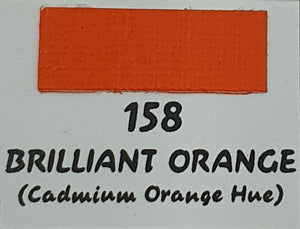 158
BRILLIANT ORANGE
(Cadmium Orange Hue)